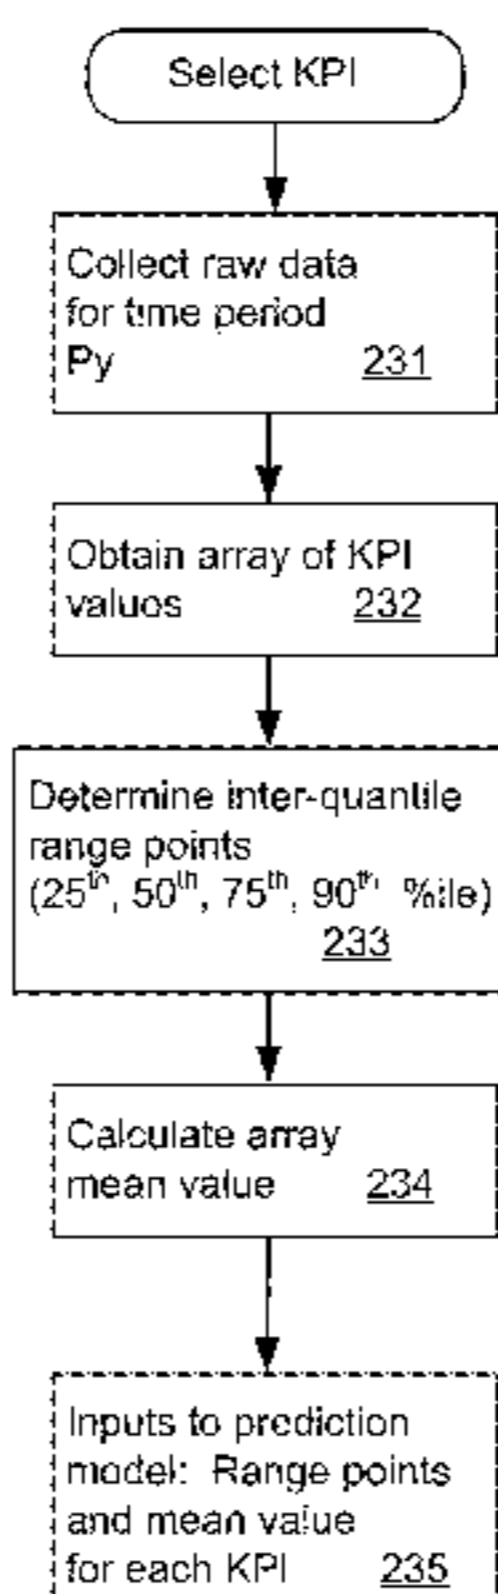 Select KPI
Collect raw data
for time period
Py 231
Obtain array of KPI
values 232
Determine inter-quantile
range points
(25th, 50th, 75th, 90th %ile)
233
Calculate array
mean value 234
Inputs to prediction
model: Range points
and mean value
for each KPI 235